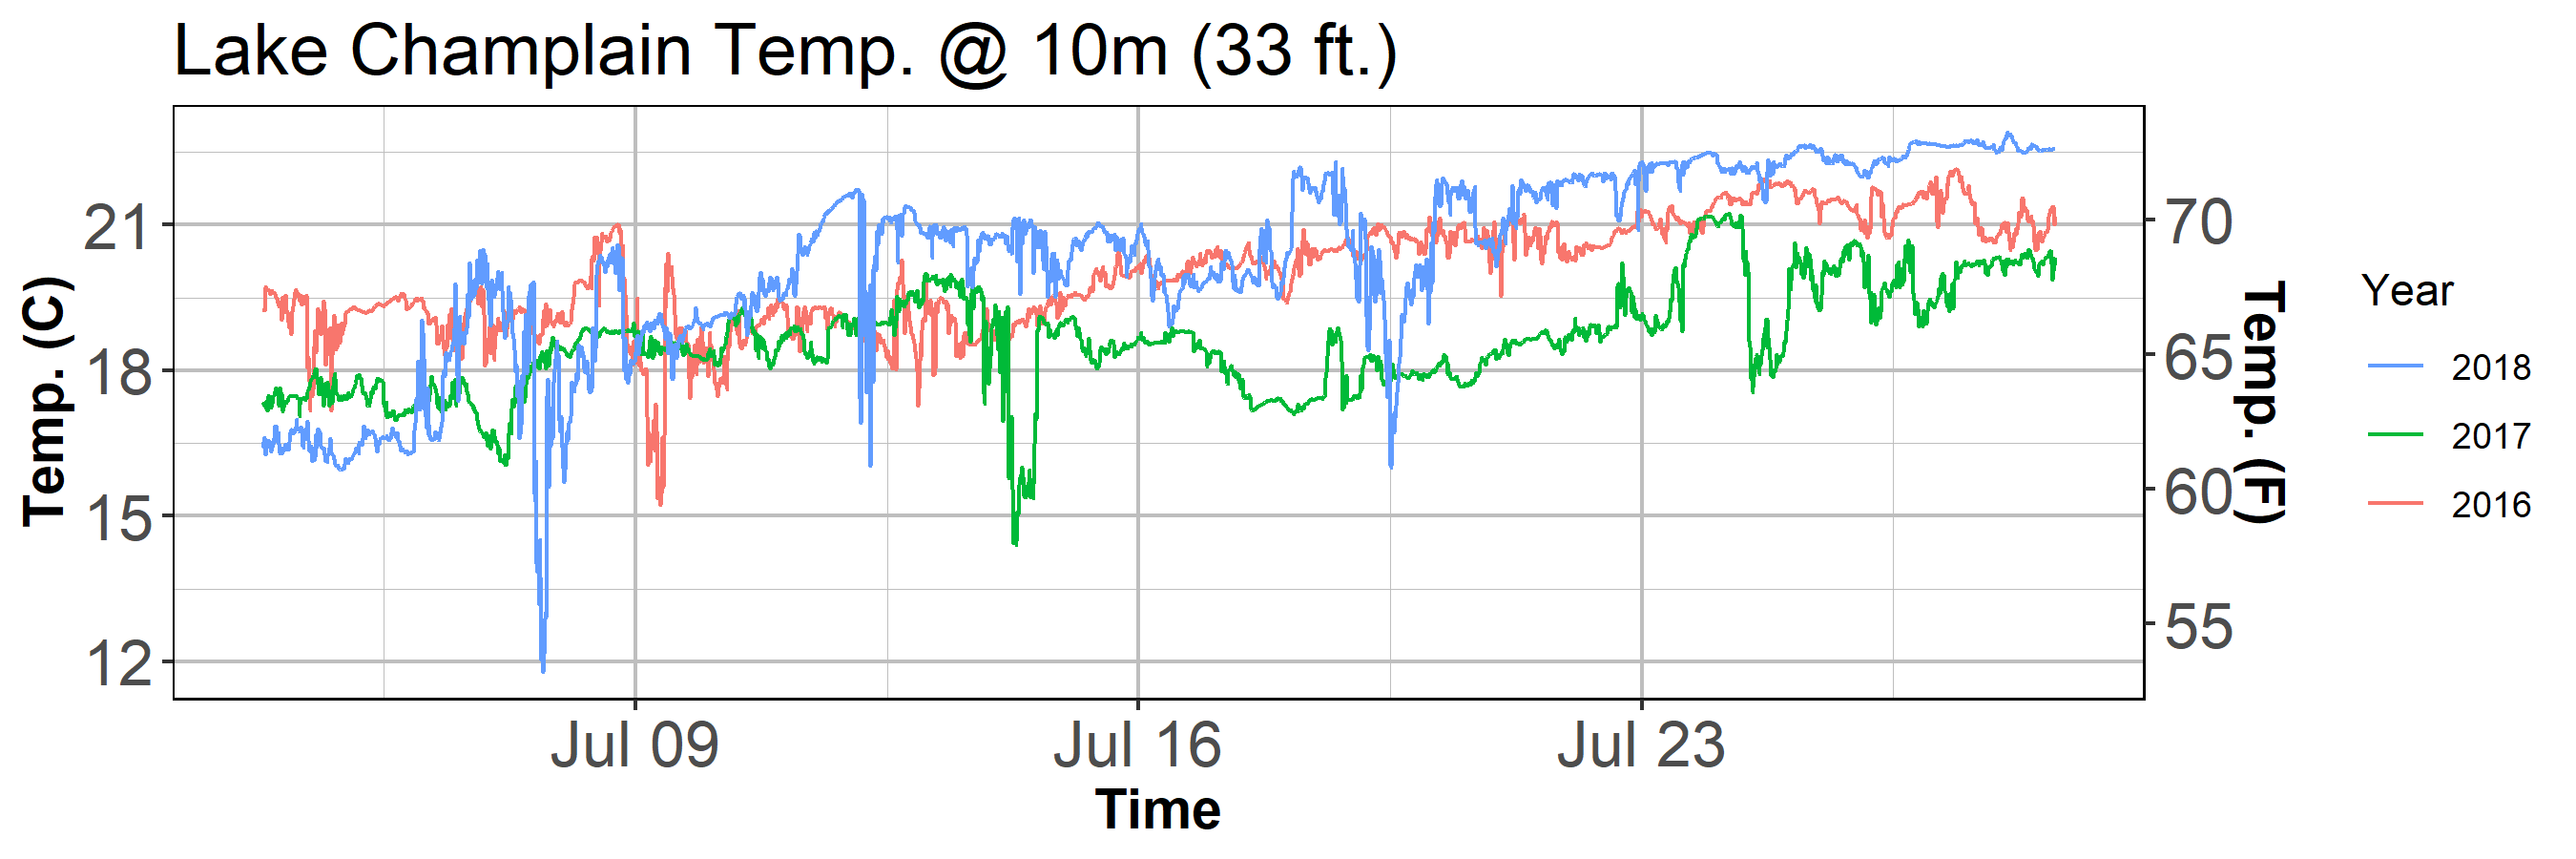 Lake Champlain Temp. @ 10m (33 ft.)
Temp. (C)
21
18
15
12
70
65
60
55
Temp. (F)
Jul 09
Jul 16
Jul 23
Time
Year
2018
2017
2016